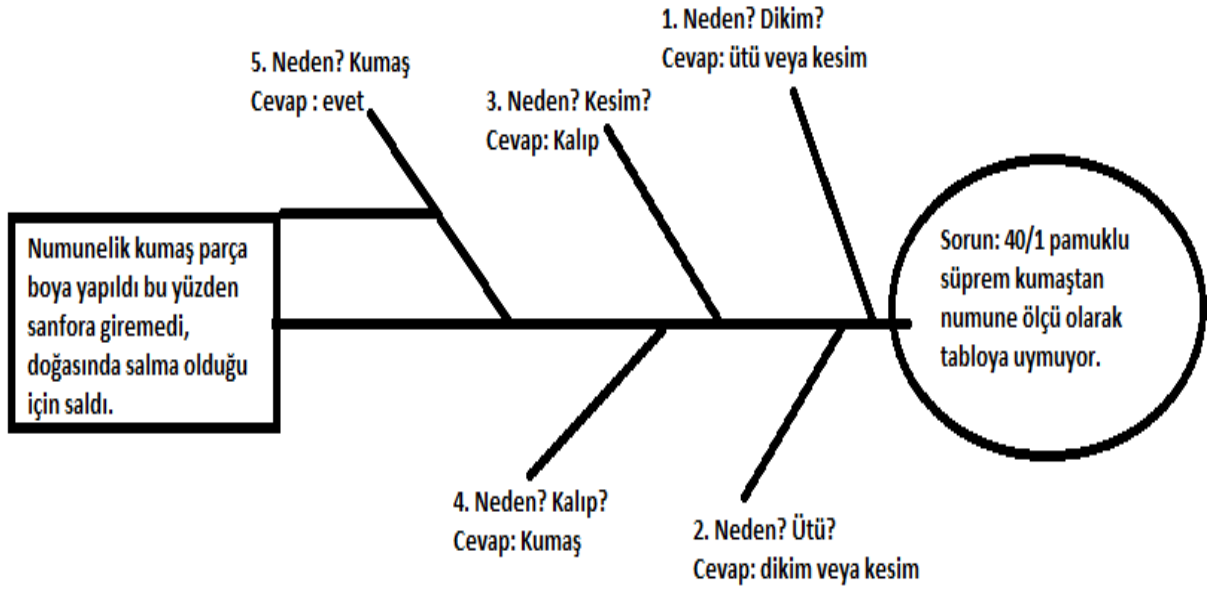 1. Neden? Dikim?
Cevap: ütü veya kesim
5. Neden? Kumaş
Cevap : evet
3. Neden? Kesim?
Cevap: Kalıp
Numunelik kumaş parça
boya yapıldı bu yüzden
sanfora giremedi,
doğasında salma olduğu
için saldı.
Sorun: 40/1 pamuklu
süprem kumaştan
numune ölçü olarak
tabloya uymuyor.
4. Neden? Kalıp?
Cevap: Kumaş
2. Neden? Ütü?
Cevap: dikim veya kesim